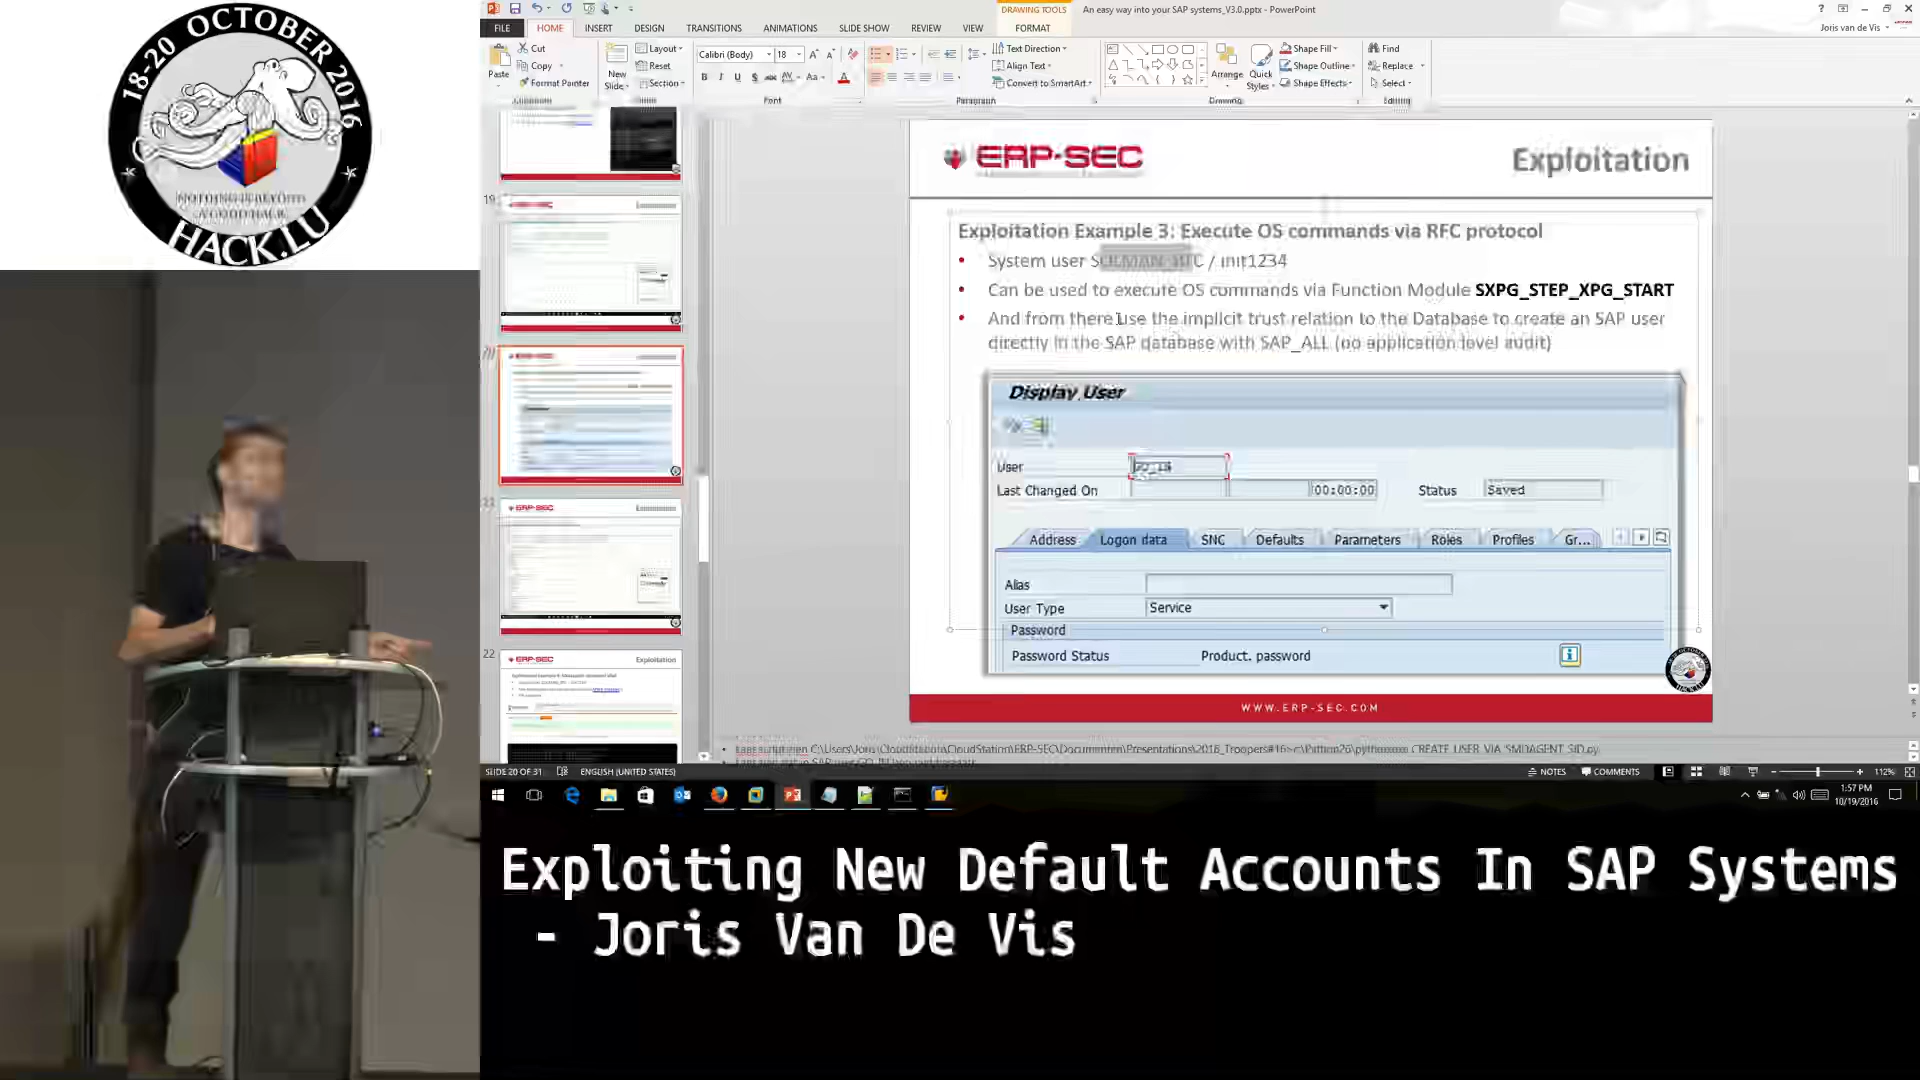 18-20 OCTOBER 2016
HACK.LU
An easy way into your SAP systems_V3.0.pptx - PowerPoint
DRAWING TOOLS
Joris van de Vis
FILE HOME INSERT DESIGN TRANSITIONS ANIMATIONS SLIDE SHOW REVIEW VIEW FORMAT
Paste
Cut
Copy
Format Painter
New Slide
Layout
Reset
Section
Calibri (Body) 18
Font
Paragraph
Text Direction
Align Text
Convert to SmartArt
Arrange
Quick Styles
Shape Fill
Shape Outline
Shape Effects
Drawing
Find
Replace
Select
Editing
19
21
22
ERP-SEC
Exploitation
ERP-SEC Exploitation
Exploitation Example 3: Execute OS commands via RFC protocol
• System user / init1234
• Can be used to execute OS commands via Function Module SXPG_STEP_XPG_START
• And from there use the implicit trust relation to the Database to create an SAP user
directly in the SAP database with SAP_ALL (no application level audit)
Display User
User
Last Changed On 00:00:00 Status Saved
Address Logon data SNC Defaults Parameters Roles Profiles Gr...
Alias
User Type Service
Password
Password Status Product. password
HACK.LU
WWW.ERP-SEC.COM
SLIDE 20 OF 31 ENGLISH (UNITED STATES)
NOTES COMMENTS 112%
1:57 PM
10/19/2016
Exploiting New Default Accounts In SAP Systems
- Joris Van De Vis